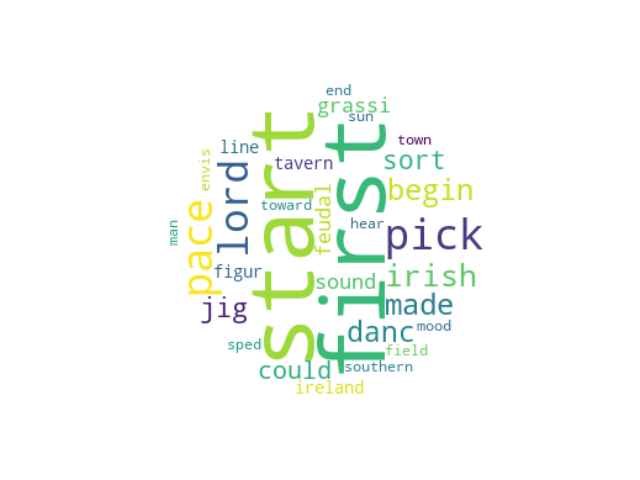 end
grassi
sun
town
line
tavern
sort
envis
lord
start
first
begin
toward
feudal
pace
man
hear
pick
figur
sound
irish
jig
made
danc
mood
sped
field
could
southern
ireland